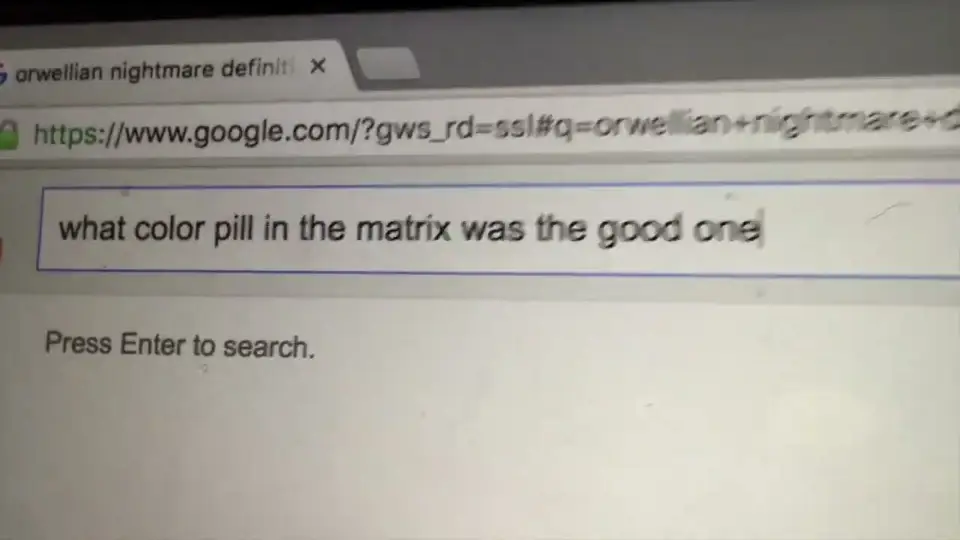 orwellian nightmare definiti
https://www.google.com/?gws_rd=ssl#q=orwellian+nightmare+d
what color pill in the matrix was the good one
Press Enter to search.